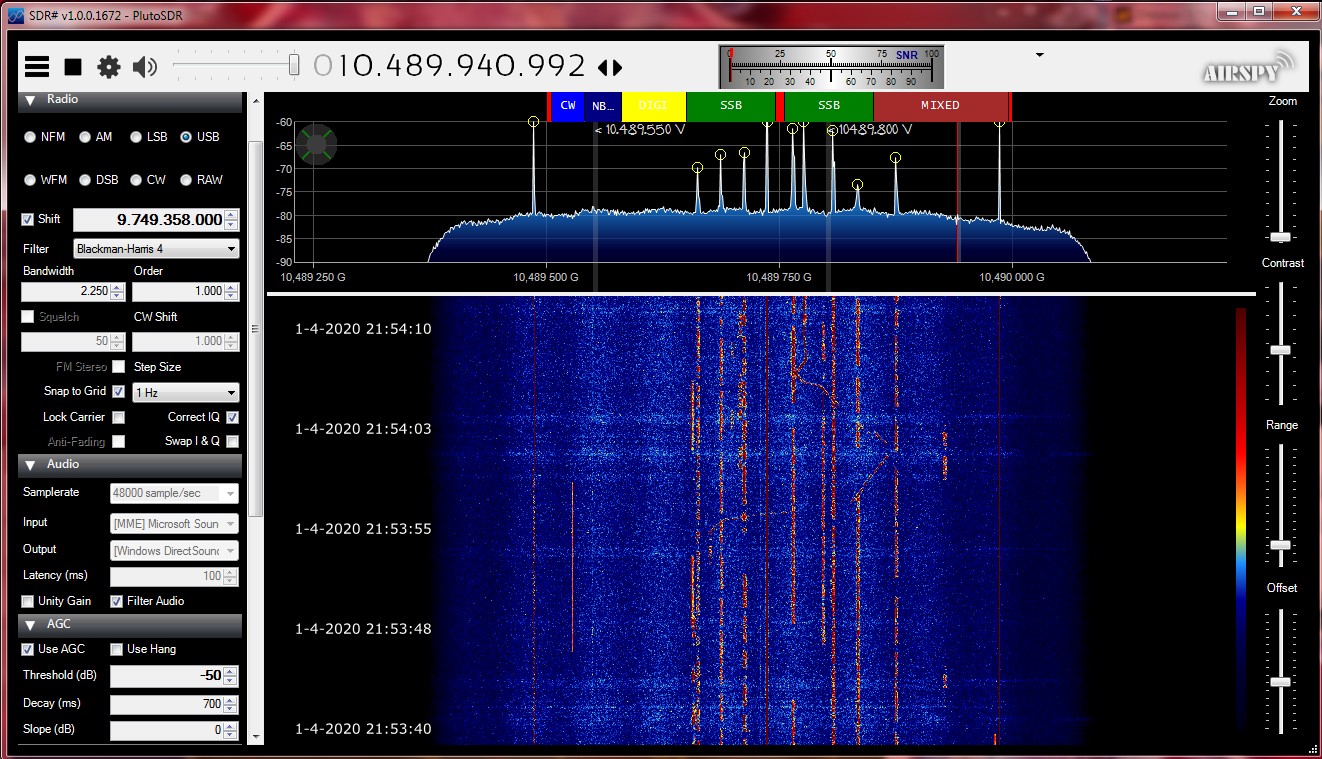 SDR# v1.0.0.1672 - PlutoSDR
010.489.940.992
0 25 50 75 SNR 100
10 20 30 40 50 60 70 80 90
AIRSPY
Radio
NFM AM LSB USB
WFM DSB CW RAW
Shift 9.749.358.000
Filter Blackman-Harris 4
Bandwidth Order
2.250 1.000
Squelch CW Shift
50 1.000
FM Stereo Step Size
Snap to Grid 1 Hz
Lock Carrier Correct IQ
Anti-Fading Swap I & Q
Audio
Samplerate 48000 sample/sec
Input [MME] Microsoft Soun
Output [Windows DirectSound
Latency (ms) 100
Unity Gain Filter Audio
AGC
Use AGC Use Hang
Threshold (dB) -50
Decay (ms) 700
Slope (dB) 0
CW NB... DIGI SSB SSB MIXED
< 10.489.550 V 10489.800 V
-60
-65
-70
-75
-80
-85
-90
10,489 250 G 10,489 500 G 10,489 750 G 10,490 000 G
1-4-2020 21:54:10
1-4-2020 21:54:03
1-4-2020 21:53:55
1-4-2020 21:53:48
1-4-2020 21:53:40
Zoom
Contrast
Range
Offset